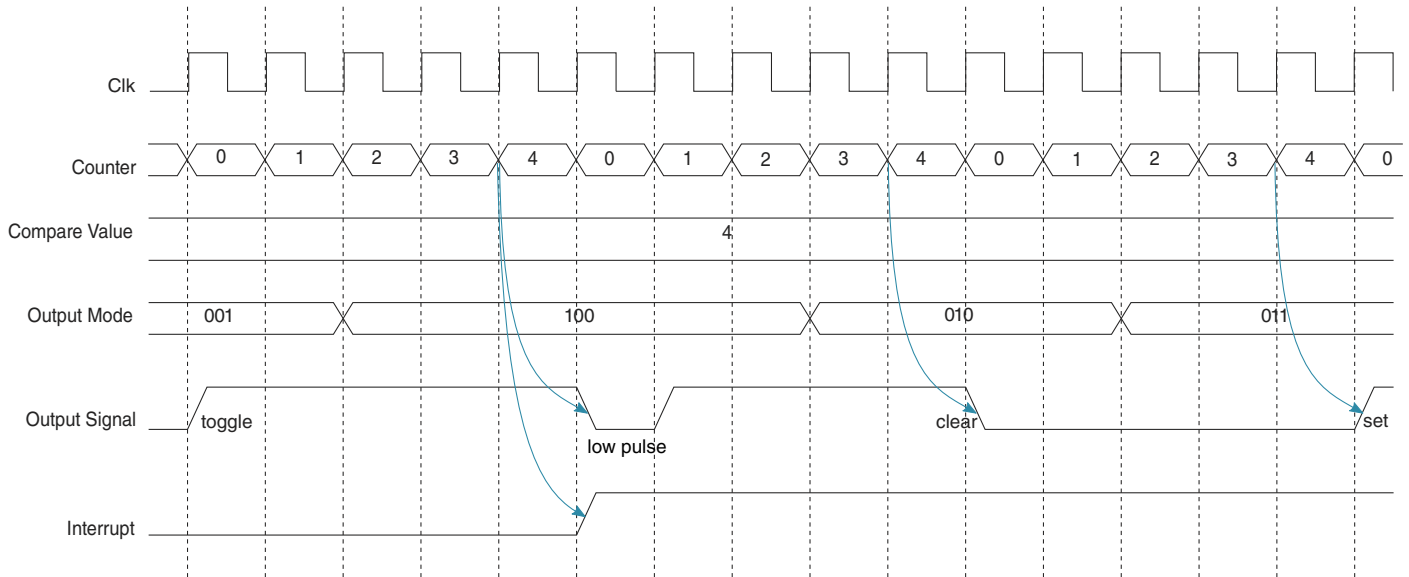 Clk
Counter 0 1 2 3 4 0 1 2 3 4 0 1 2 3 4 0
Compare Value 4
Output Mode 001 100 010 011
Output Signal toggle low pulse clear set
Interrupt